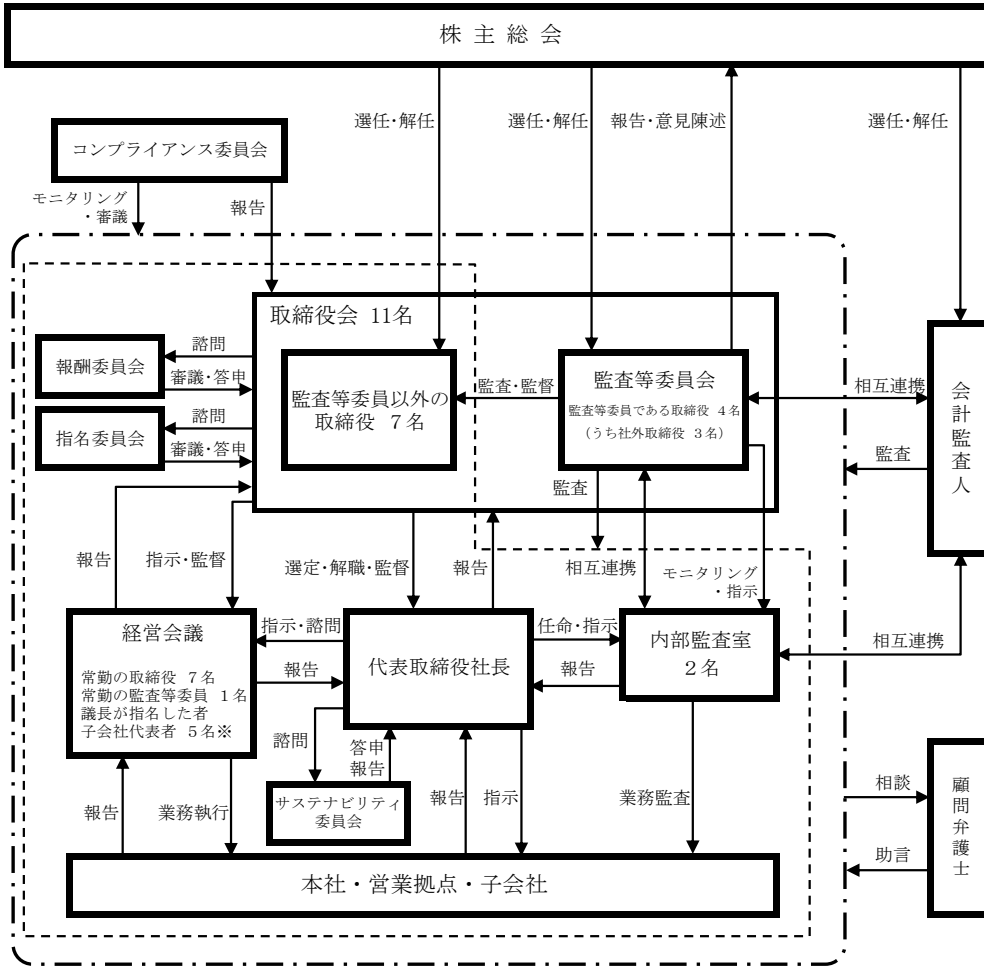 株主総会
選任・解任
選任・解任
報告・意見陳述
選任・解任
コンプライアンス委員会
モニタリング
・審議
報告
取締役会 11名
報酬委員会
諮問
審議・答申
指名委員会
諮問
審議・答申
監査等委員以外の
取締役 7名
監査・監督
監査等委員会
監査等委員である取締役 4名
（うち社外取締役 3名）
相互連携
会計監査人
監査
監査
報告
指示・監督
選定・解職・監督
報告
相互連携
モニタリング
・指示
経営会議
常勤の取締役 7名
常勤の監査等委員 1名
議長が指名した者
子会社代表者 5名※
指示・諮問
報告
代表取締役社長
任命・指示
報告
内部監査室
2名
相互連携
諮問
答申
報告
サステナビリティ
委員会
報告
業務執行
報告
指示
業務監査
相談
助言
顧問弁護士
本社・営業拠点・子会社